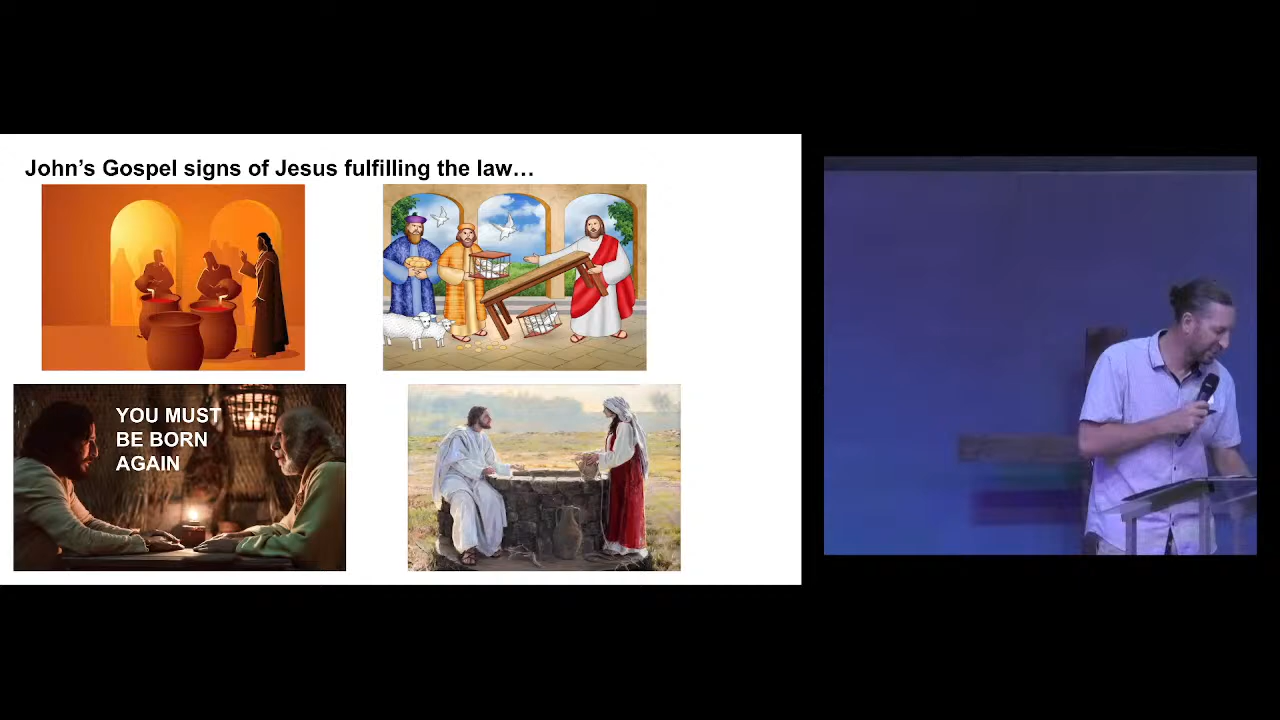 John’s Gospel signs of Jesus fulfilling the law…
YOU MUST
BE BORN
AGAIN